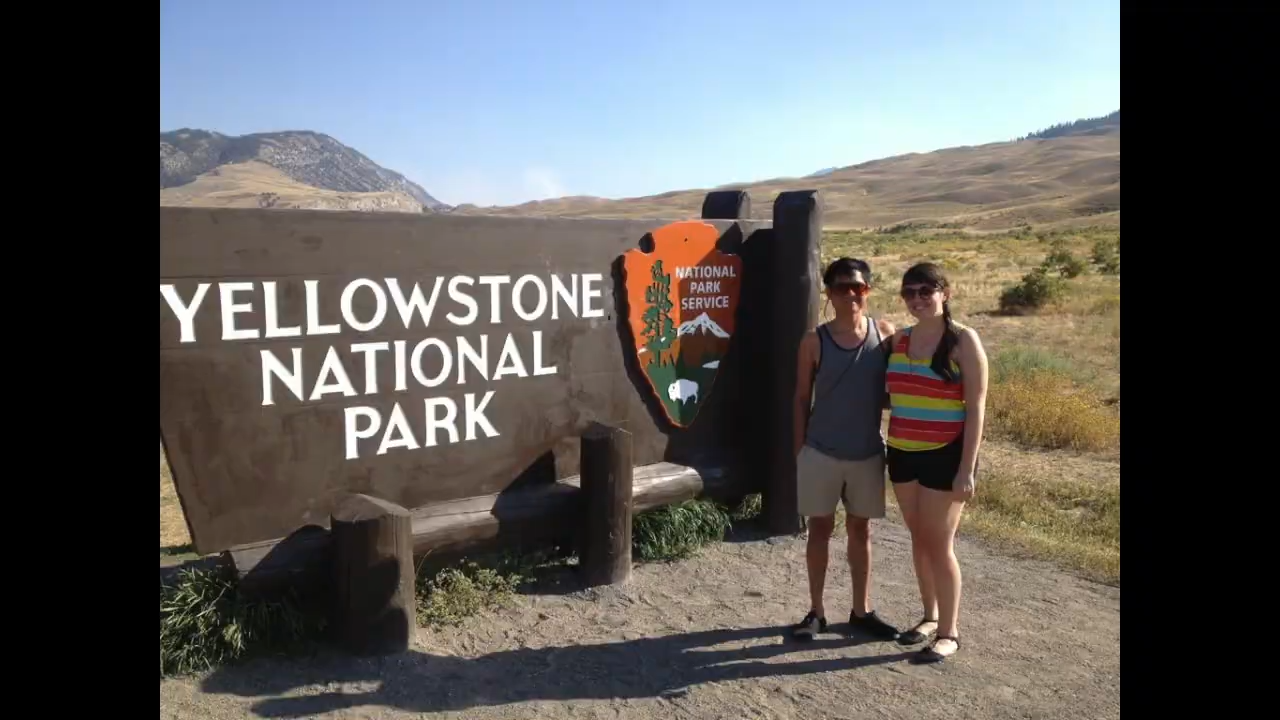 YELLOWSTONE
NATIONAL
PARK
NATIONAL
PARK
SERVICE